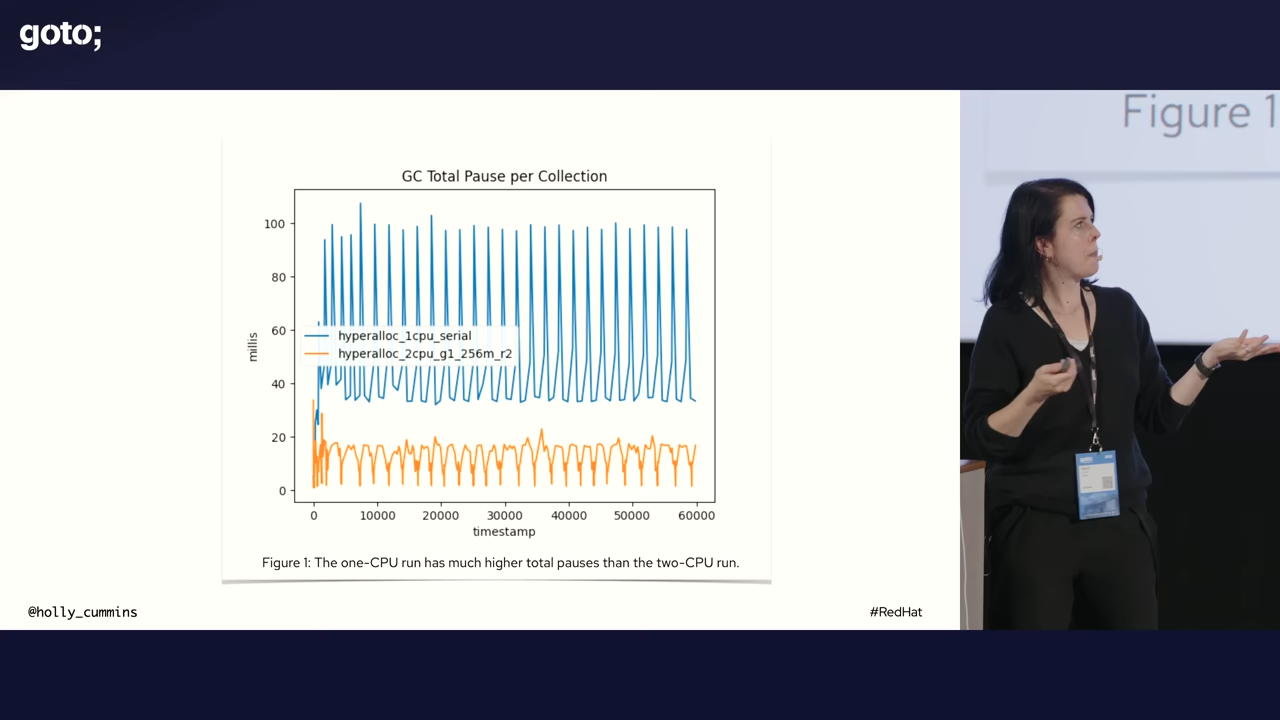 goto;
Figure 1
GC Total Pause per Collection
100
80
60
40
20
0
millis
hyperalloc_1cpu_serial
hyperalloc_2cpu_g1_256m_r2
0 10000 20000 30000 40000 50000 60000
timestamp
Figure 1: The one-CPU run has much higher total pauses than the two-CPU run.
@holly_cummins
#RedHat